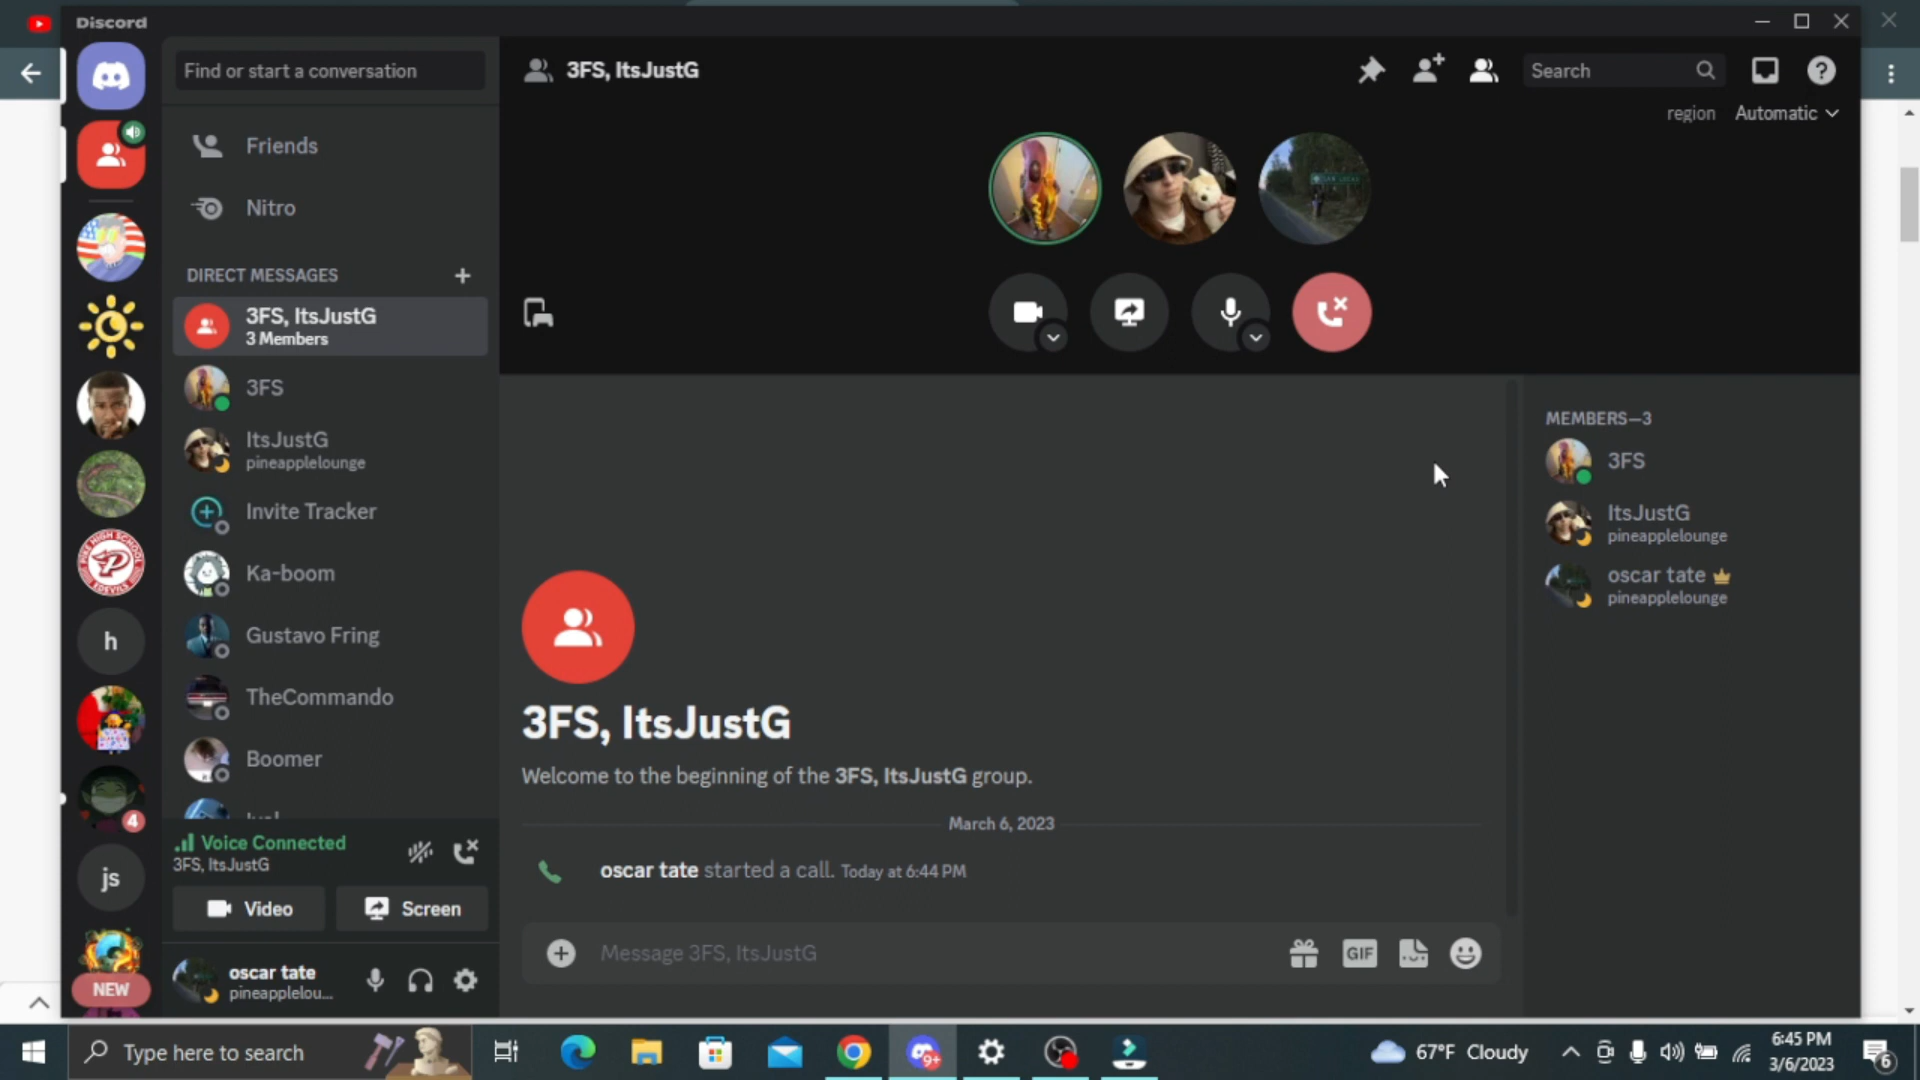 Discord
Find or start a conversation
3FS, ItsJustG
Search
region Automatic
Friends
Nitro
DIRECT MESSAGES
3FS, ItsJustG
3 Members
3FS
ItsJustG
pineapplelounge
Invite Tracker
Ka-boom
Gustavo Fring
TheCommando
Boomer
h
4
js
NEW
Voice Connected
3FS, ItsJustG
Video
Screen
oscar tate
pineapplelou...
MEMBERS—3
3FS
ItsJustG
pineapplelounge
oscar tate
pineapplelounge
3FS, ItsJustG
Welcome to the beginning of the 3FS, ItsJustG group.
March 6, 2023
oscar tate started a call. Today at 6:44 PM
Message 3FS, ItsJustG
GIF
Type here to search
9+
67°F Cloudy
6:45 PM
3/6/2023
6